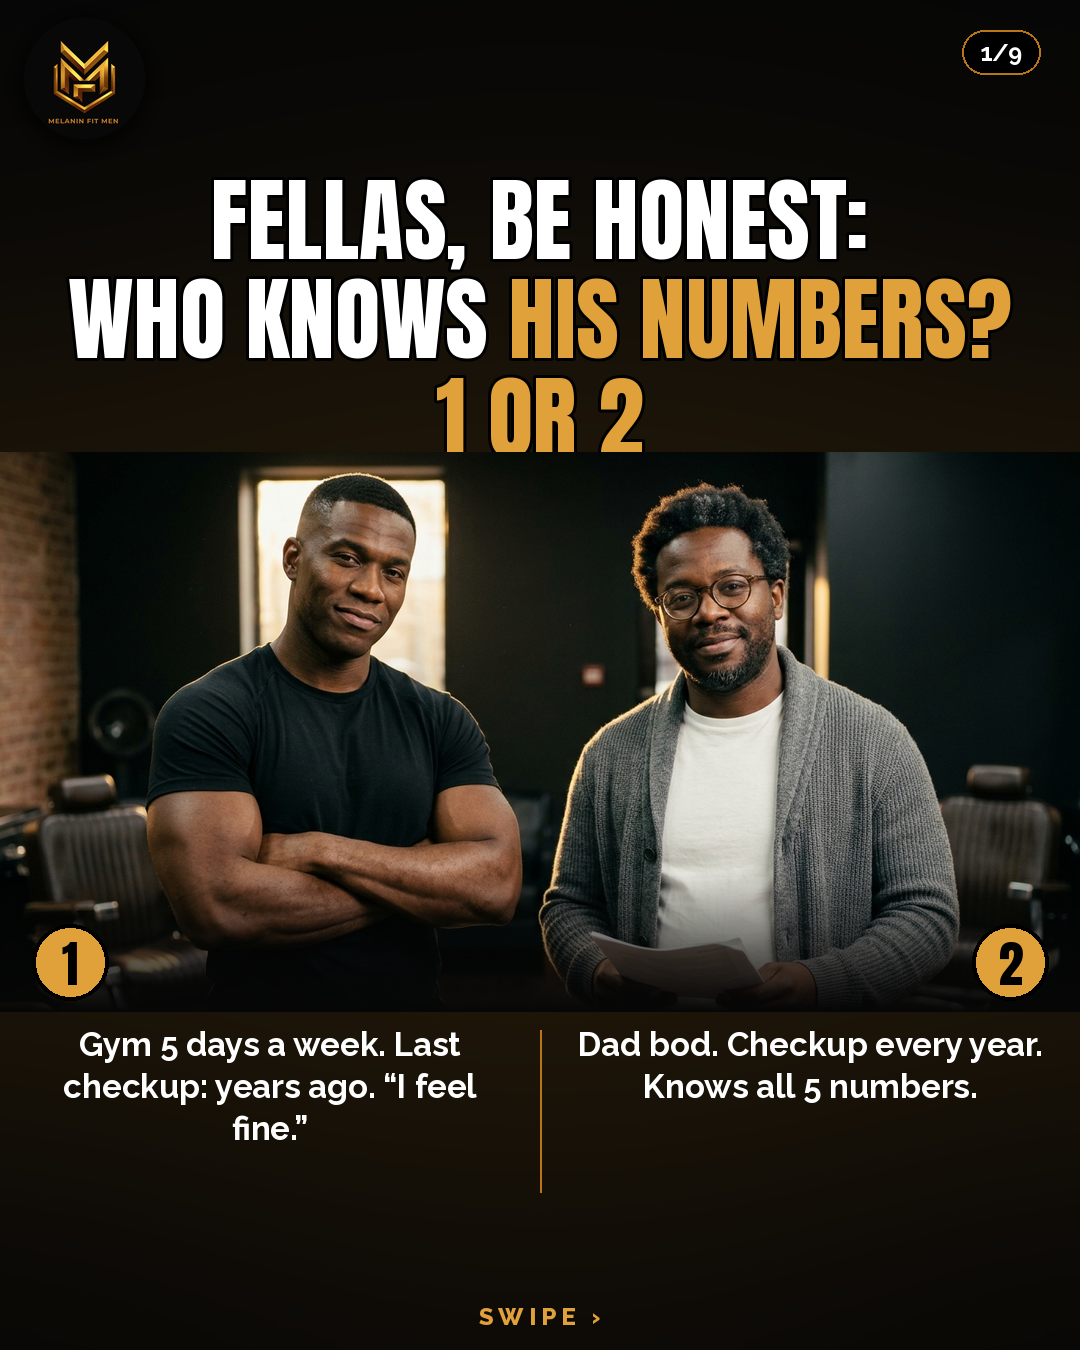 MELANIN FIT MEN
1/9
FELLAS, BE HONEST:
WHO KNOWS HIS NUMBERS?
1 OR 2
1
2
Gym 5 days a week. Last
checkup: years ago. “I feel
fine.”
Dad bod. Checkup every year.
Knows all 5 numbers.
SWIPE ›